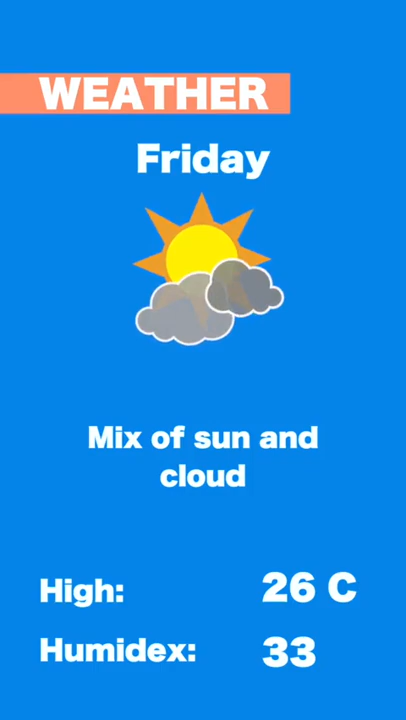 WEATHER
Friday
Mix of sun and
cloud
High: 26 C
Humidex: 33